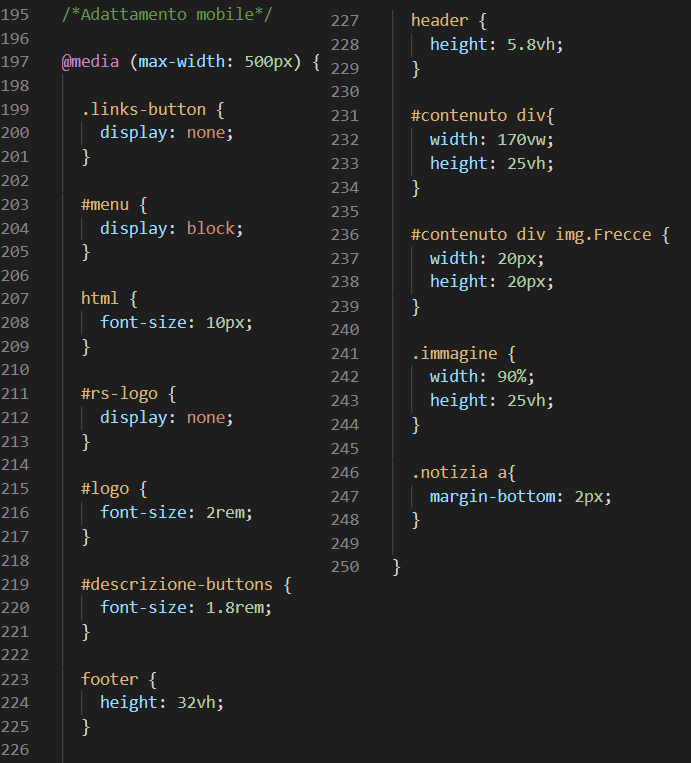 195 /*Adattamento mobile*/
196
197 @media (max-width: 500px) {
198
199 .links-button {
200 display: none;
201 }
202
203 #menu {
204 display: block;
205 }
206
207 html {
208 font-size: 10px;
209 }
210
211 #rs-logo {
212 display: none;
213 }
214
215 #logo {
216 font-size: 2rem;
217 }
218
219 #descrizione-buttons {
220 font-size: 1.8rem;
221 }
222
223 footer {
224 height: 32vh;
225 }
226
227 header {
228 height: 5.8vh;
229 }
230
231 #contenuto div{
232 width: 170vw;
233 height: 25vh;
234 }
235
236 #contenuto div img.Frecce {
237 width: 20px;
238 height: 20px;
239 }
240
241 .immagine {
242 width: 90%;
243 height: 25vh;
244 }
245
246 .notizia a{
247 margin-bottom: 2px;
248 }
249
250 }